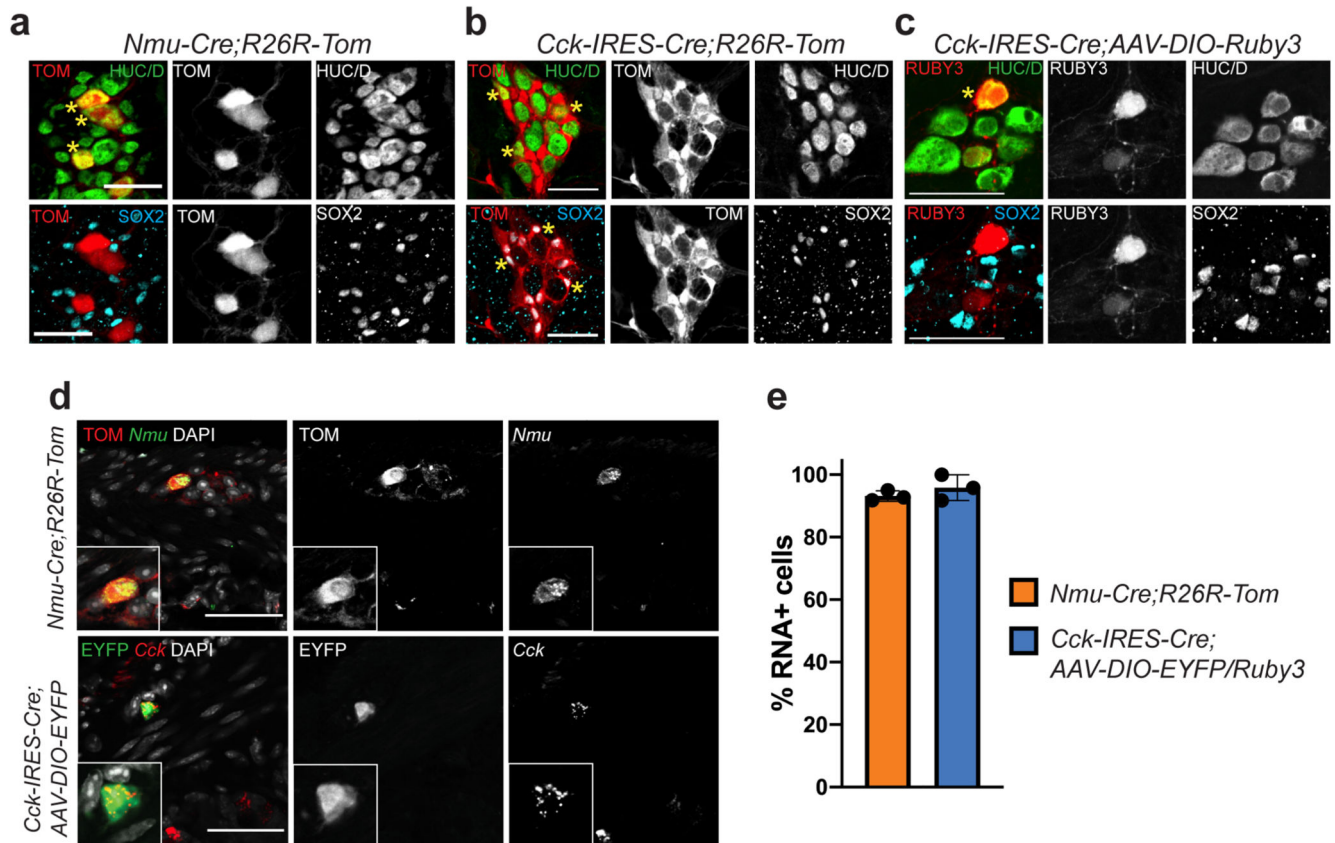 a
Nmu-Cre;R26R-Tom
TOM HUC/D TOM HUC/D
* * *
TOM SOX2 TOM SOX2
b
Cck-IRES-Cre;R26R-Tom
TOM HUC/D TOM HUC/D
* * *
TOM SOX2 TOM SOX2
* * *
c
Cck-IRES-Cre;AAV-DIO-Ruby3
RUBY3 HUC/D RUBY3 HUC/D
*
RUBY3 SOX2 RUBY3 SOX2
d
Nmu-Cre;R26R-Tom
TOM Nmu DAPI TOM Nmu
Cck-IRES-Cre;
AAV-DIO-EYFP
EYFP Cck DAPI EYFP Cck
e
% RNA+ cells
100
80
60
40
20
0
Nmu-Cre;R26R-Tom
Cck-IRES-Cre;
AAV-DIO-EYFP/Ruby3